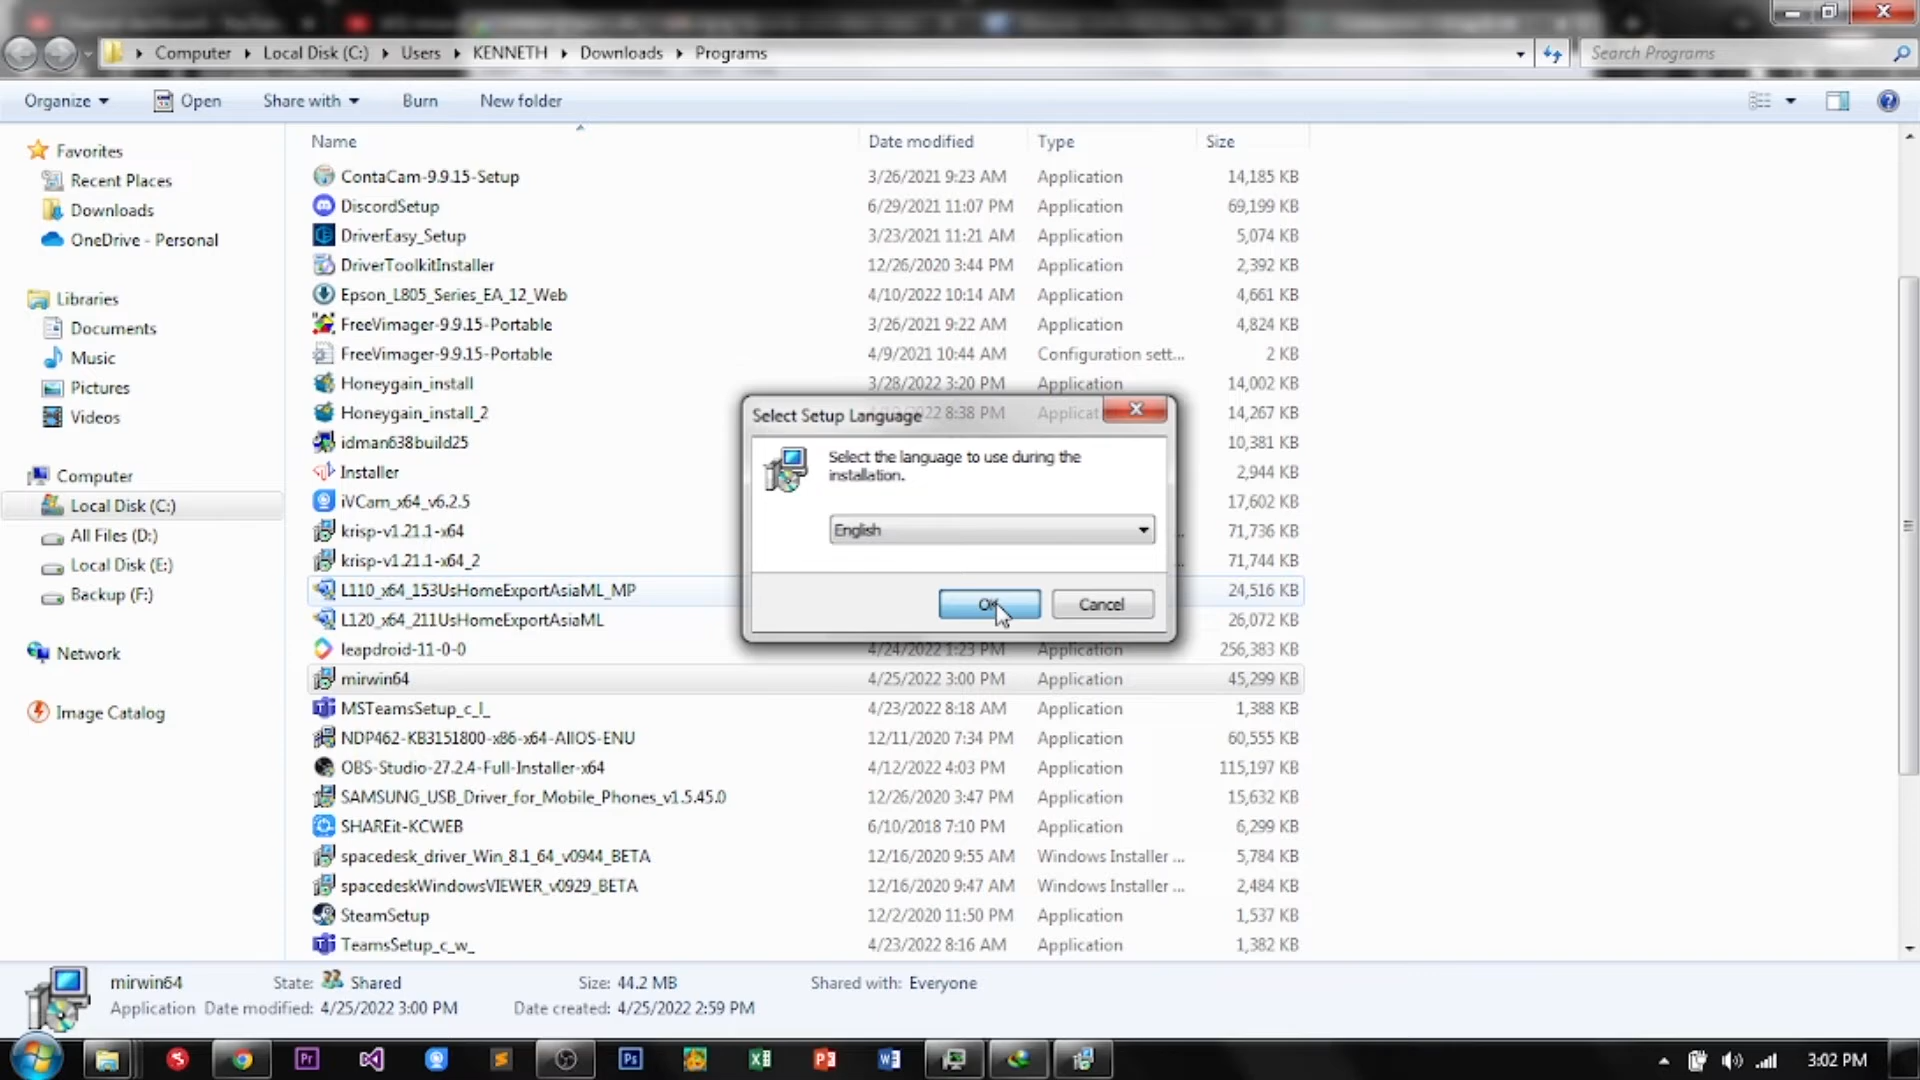 Computer Local Disk (C:) Users KENNETH Downloads Programs
Search Programs
Organize Open Share with Burn New folder
Favorites
Recent Places
Downloads
OneDrive - Personal
Libraries
Documents
Music
Pictures
Videos
Computer
Local Disk (C:)
All Files (D:)
Local Disk (E:)
Backup (F:)
Network
Image Catalog
Name Date modified Type Size
ContaCam-9.9.15-Setup 3/26/2021 9:23 AM Application 14,185 KB
DiscordSetup 6/29/2021 11:07 PM Application 69,199 KB
DriverEasy_Setup 3/23/2021 11:21 AM Application 5,074 KB
DriverToolkitInstaller 12/26/2020 3:44 PM Application 2,392 KB
Epson_L805_Series_EA_12_Web 4/10/2022 10:14 AM Application 4,661 KB
FreeVimager-9.9.15-Portable 3/26/2021 9:22 AM Application 4,824 KB
FreeVimager-9.9.15-Portable 4/9/2021 10:44 AM Configuration sett... 2 KB
Honeygain_install 3/28/2022 3:20 PM Application 14,002 KB
Honeygain_install_2 2022 8:38 PM Applicat 14,267 KB
idman638build25 10,381 KB
Installer 2,944 KB
iVCam_x64_v6.2.5 17,602 KB
krisp-v1.21.1-x64 71,736 KB
krisp-v1.21.1-x64_2 71,744 KB
L110_x64_153UsHomeExportAsiaML_MP 24,516 KB
L120_x64_211UsHomeExportAsiaML 26,072 KB
leapdroid-11-0-0 4/24/2022 1:23 PM Application 256,383 KB
mirwin64 4/25/2022 3:00 PM Application 45,299 KB
MSTeamsSetup_c_l_ 4/23/2022 8:18 AM Application 1,388 KB
NDP462-KB3151800-x86-x64-AllOS-ENU 12/11/2020 7:34 PM Application 60,555 KB
OBS-Studio-27.2.4-Full-Installer-x64 4/12/2022 4:03 PM Application 115,197 KB
SAMSUNG_USB_Driver_for_Mobile_Phones_v1.5.45.0 12/26/2020 3:47 PM Application 15,632 KB
SHAREit-KCWEB 6/10/2018 7:10 PM Application 6,299 KB
spacedesk_driver_Win_8.1_64_v0944_BETA 12/16/2020 9:55 AM Windows Installer ... 5,784 KB
spacedeskWindowsVIEWER_v0929_BETA 12/16/2020 9:47 AM Windows Installer ... 2,484 KB
SteamSetup 12/2/2020 11:50 PM Application 1,537 KB
TeamsSetup_c_w_ 4/23/2022 8:16 AM Application 1,382 KB
Select Setup Language
Select the language to use during the
installation.
English
OK Cancel
mirwin64 State: Shared Size: 44.2 MB Shared with: Everyone
Application Date modified: 4/25/2022 3:00 PM Date created: 4/25/2022 2:59 PM
Pr Ps
3:02 PM